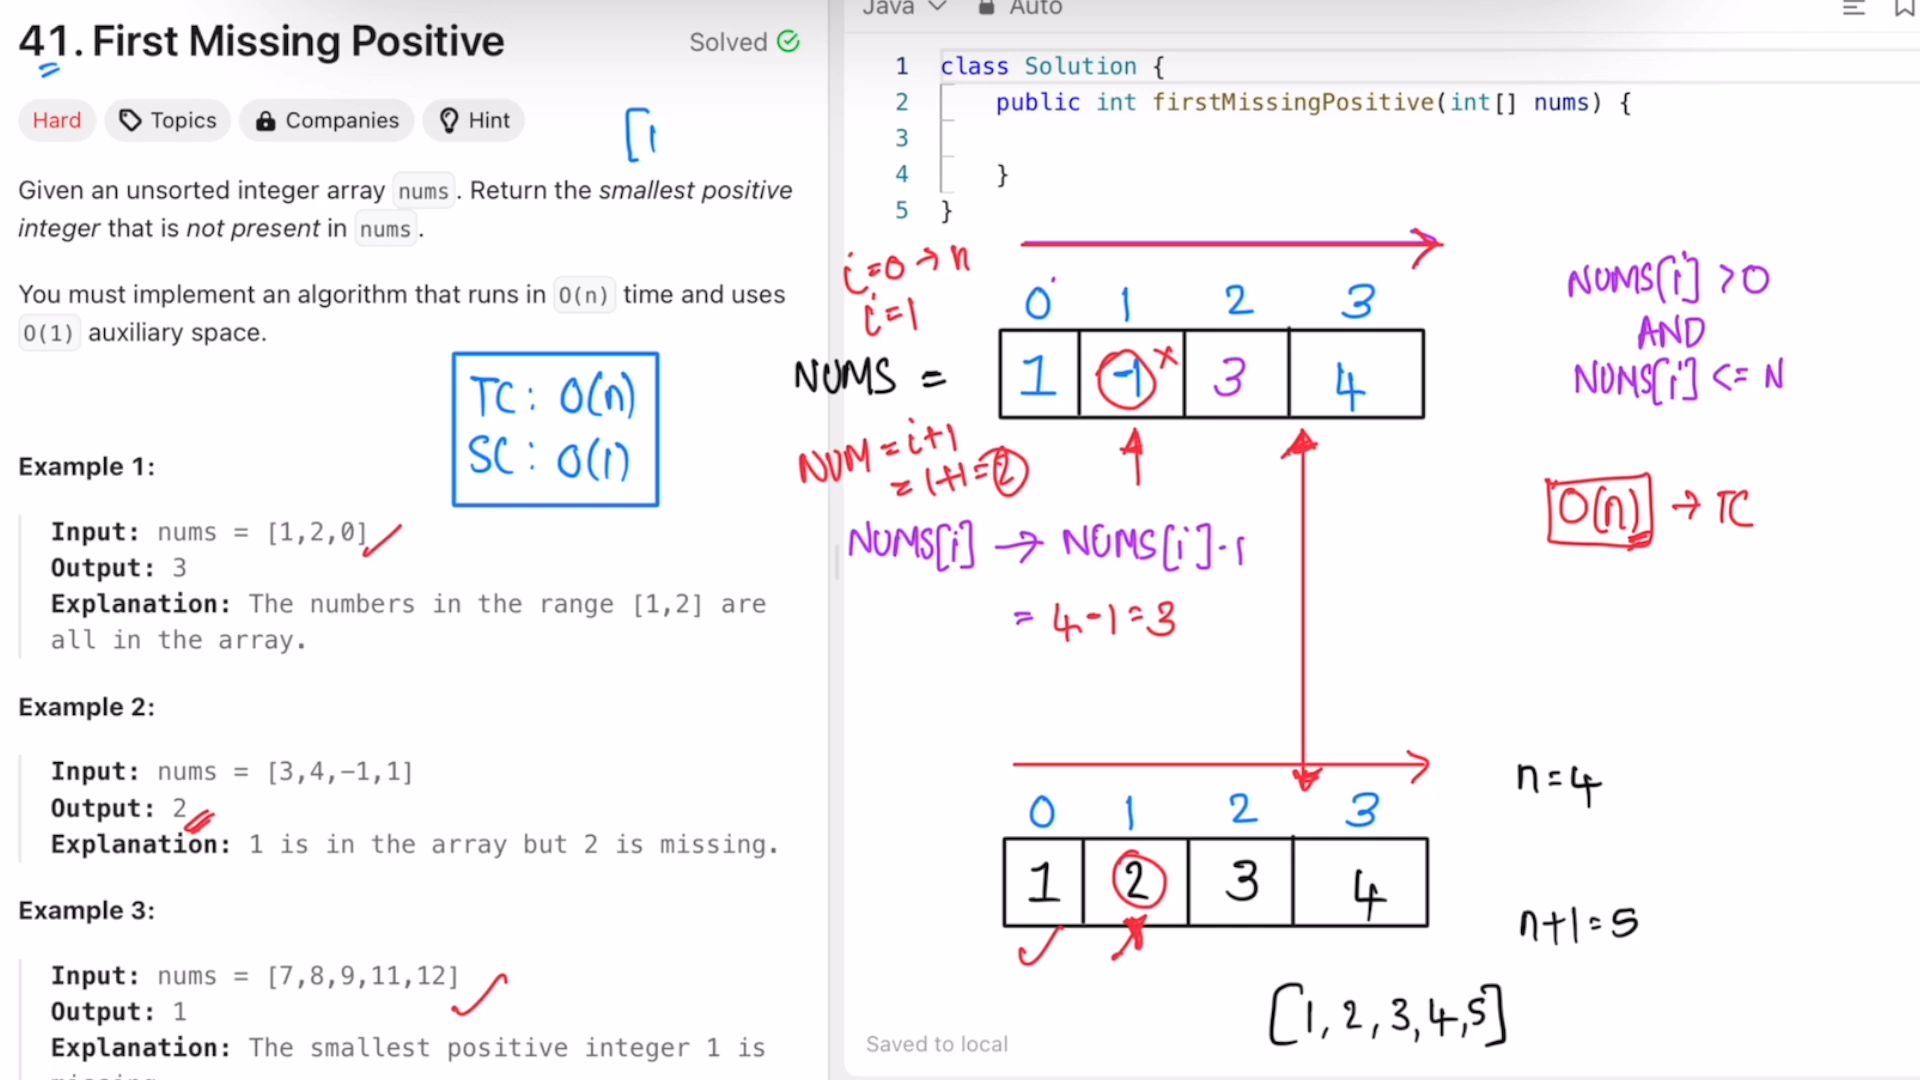 41. First Missing Positive
Solved
Hard
Topics
Companies
Hint
[1
Given an unsorted integer array nums. Return the smallest positive
integer that is not present in nums.
You must implement an algorithm that runs in O(n) time and uses
O(1) auxiliary space.
TC: O(n)
SC: O(1)
Example 1:
Input: nums = [1,2,0]
Output: 3
Explanation: The numbers in the range [1,2] are
all in the array.
Example 2:
Input: nums = [3,4,-1,1]
Output: 2
Explanation: 1 is in the array but 2 is missing.
Example 3:
Input: nums = [7,8,9,11,12]
Output: 1
Explanation: The smallest positive integer 1 is
missing.
Java
Auto
1 class Solution {
2 public int firstMissingPositive(int[] nums) {
3
4 }
5 }
i=0→n
i=1
0 1 2 3
NUMS = 1 -1 x 3 4
NUM = i+1
= 1+1=2
NUMS[i] → NUMS[i]-1
= 4-1=3
NUMS[i] >0
AND
NUMS[i] <= N
O(n) → TC
n=4
0 1 2 3
1 2 3 4
n+1=5
[1, 2, 3, 4, 5]
Saved to local